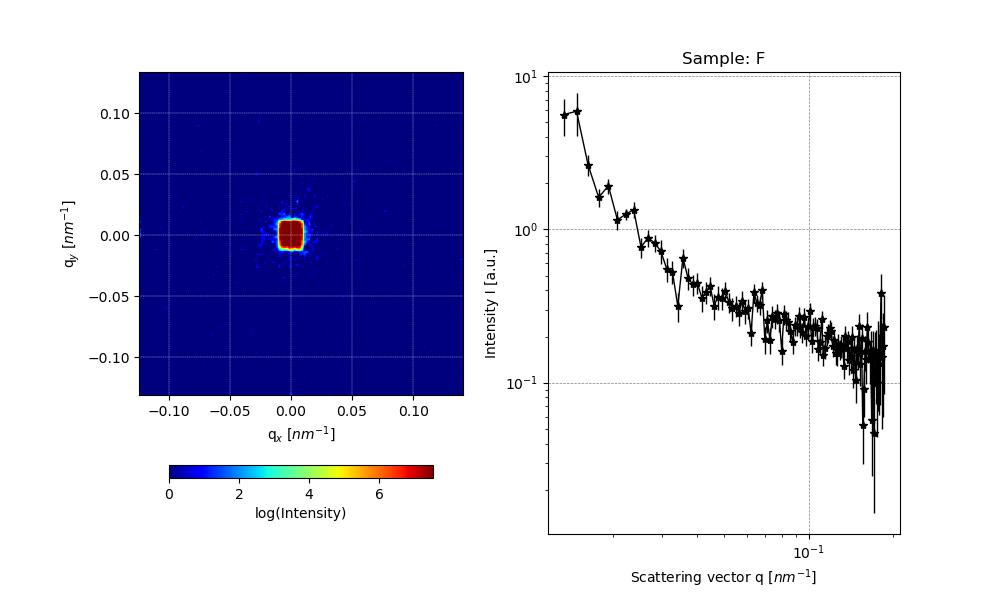 0.10
0.05
0.00
−0.05
−0.10
q_y [nm^{-1}]
−0.10 −0.05 0.00 0.05 0.10
q_x [nm^{-1}]
0 2 4 6
log(Intensity)
Sample: F
10^1
10^0
10^{-1}
Intensity I [a.u.]
10^{-1}
Scattering vector q [nm^{-1}]